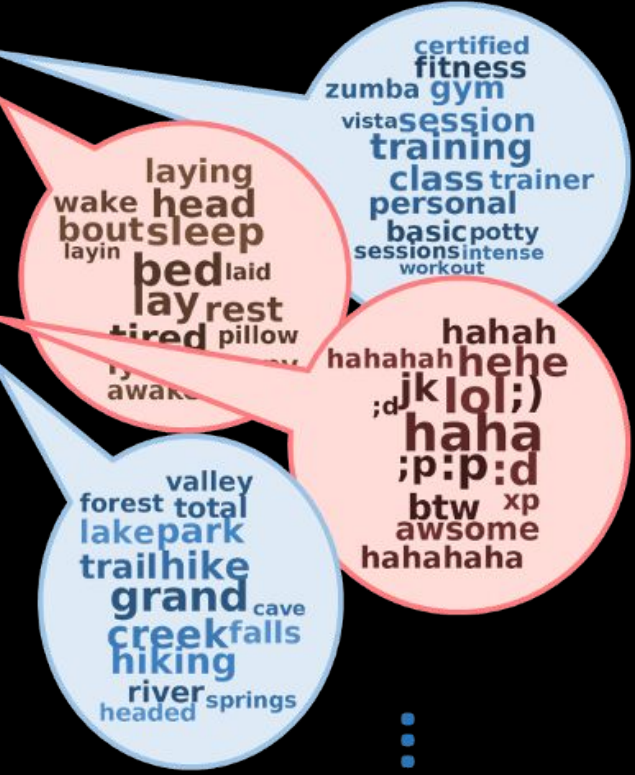 certified
fitness
zumba gym
vista session
training
class trainer
personal
basic potty
sessions intense
workout
laying
wake head
bout sleep
layin
bed laid
lay rest
tired pillow
awake
hahah
hahahah hehe
jk lol ;)
;d
haha
;p :p :d
btw xp
awsome
hahahaha
valley
forest total
lake park
trail hike
grand cave
creek falls
hiking
river springs
headed